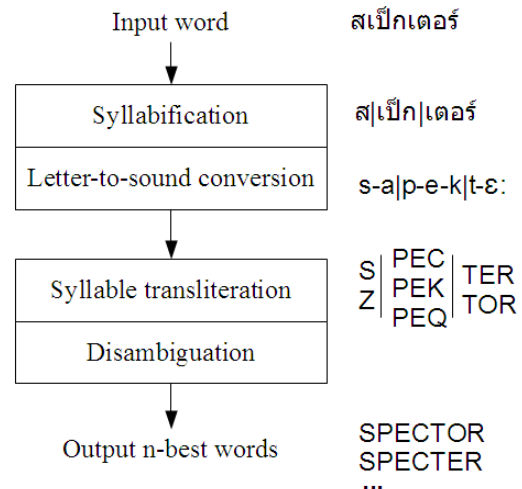 Input word สเปกเตอร์
Syllabification ส|เป็ก|เตอร์
Letter-to-sound conversion s-a|p-e-k|t-ɛ:
S
Z
PEC
PEK
PEQ
TER
TOR
Syllable transliteration
Disambiguation
Output n-best words
SPECTOR
SPECTER
...